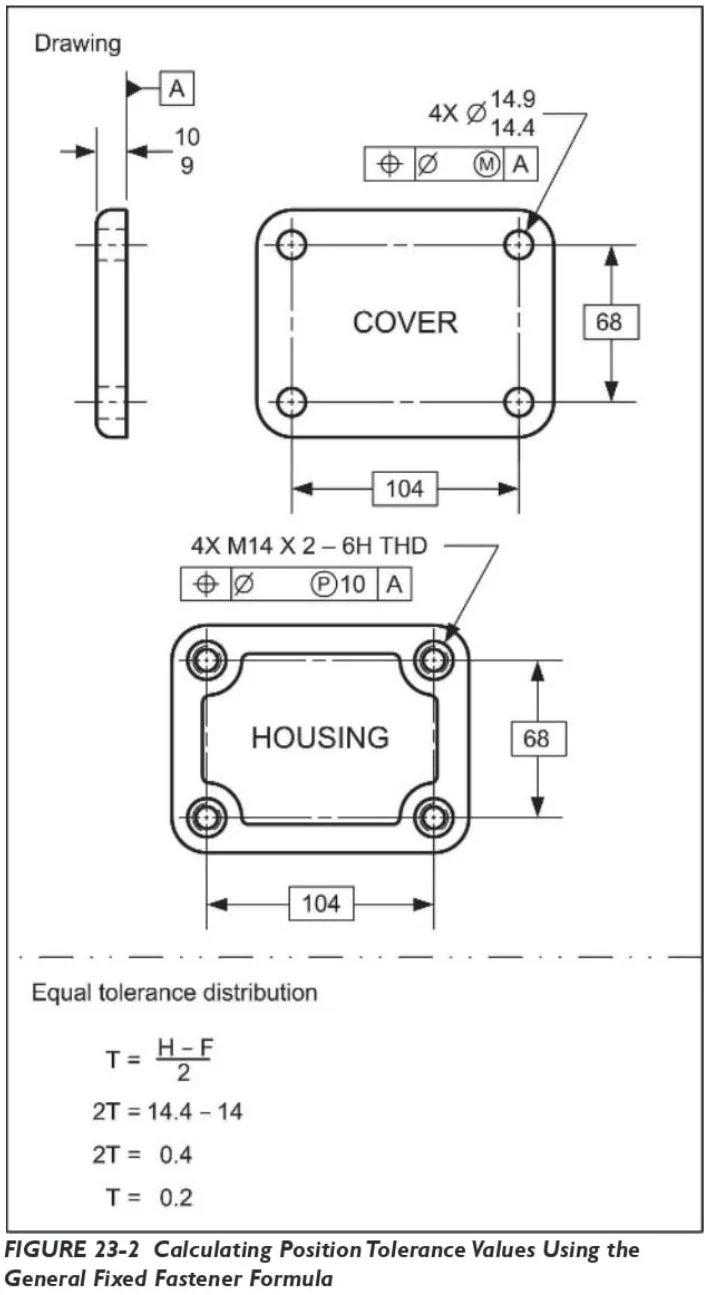 Drawing
A
10
9
4X ⌀ 14.9
14.4
⌖ ⌀ Ⓜ A
COVER
68
104
4X M14 X 2 – 6H THD
⌖ ⌀ Ⓟ10 A
HOUSING
68
104
Equal tolerance distribution
T = H – F
2
2T = 14.4 – 14
2T = 0.4
T = 0.2
FIGURE 23-2 Calculating Position Tolerance Values Using the
General Fixed Fastener Formula